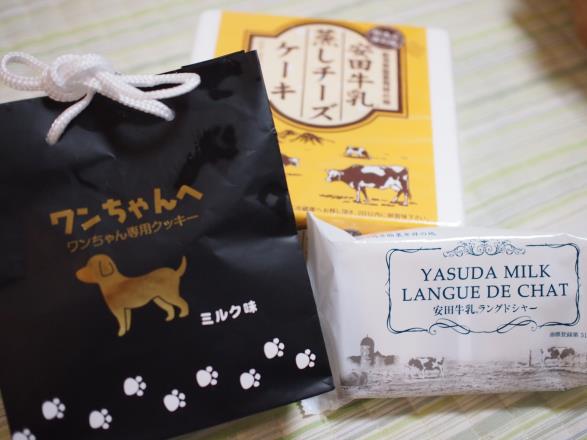 安田牛乳
蒸しチーズ
ケーキ
ワンちゃんへ
ワンちゃん専用クッキー
ミルク味
YASUDA MILK
LANGUE DE CHAT
安田牛乳ラングドシャー